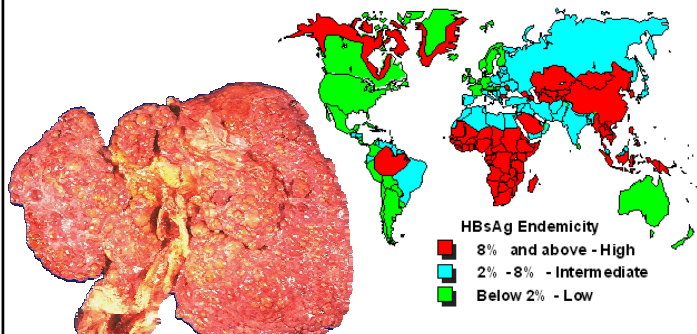 HBsAg Endemicity
8% and above - High
2% - 8% - Intermediate
Below 2% - Low